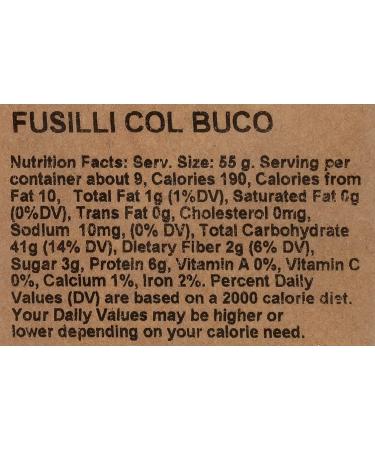 FUSILLI COL BUCO
Nutrition Facts: Serv. Size: 55 g. Serving per
container about 9, Calories 190, Calories from
Fat 10, Total Fat 1g (1%DV), Saturated Fat 0g
(0%DV), Trans Fat 0g, Cholesterol 0mg,
Sodium 10mg, (0% DV), Total Carbohydrate
41g (14% DV), Dietary Fiber 2g (6% DV),
Sugar 3g, Protein 6g, Vitamin A 0%, Vitamin C
0%, Calcium 1%, Iron 2%. Percent Daily
Values (DV) are based on a 2000 calorie diet.
Your Daily Values may be higher or
lower depending on your calorie need.